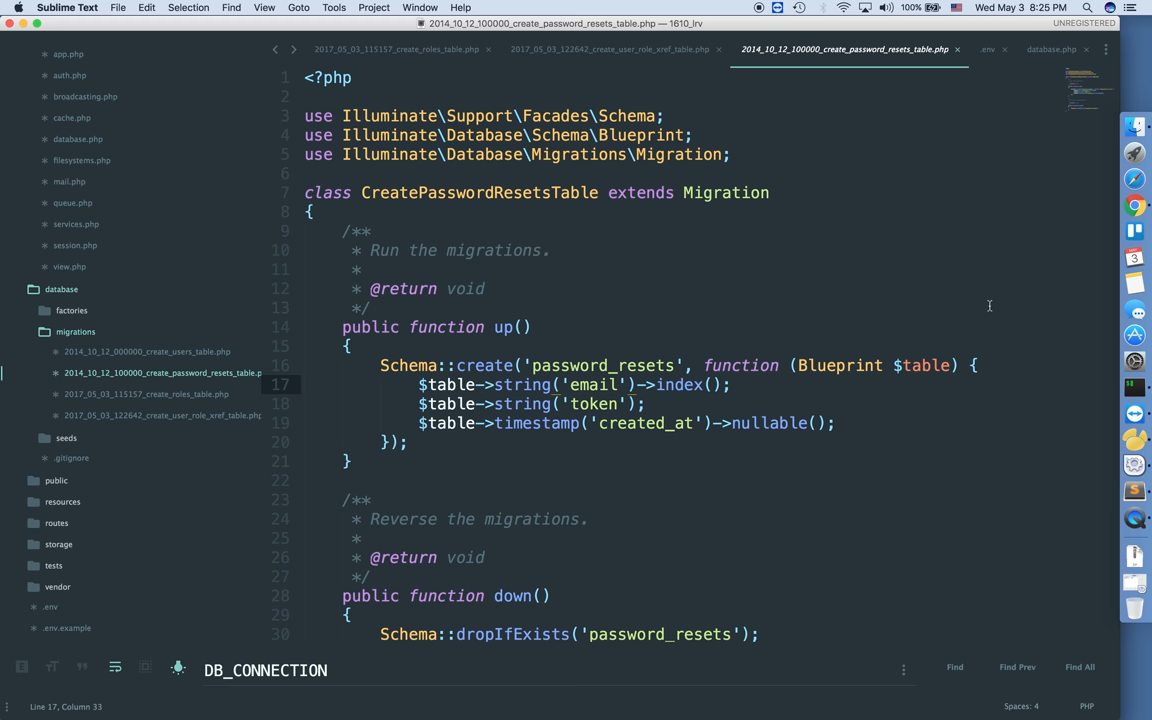 Sublime Text File Edit Selection Find View Goto Tools Project Window Help 100% Wed May 3 8:25 PM
2014_10_12_100000_create_password_resets_table.php — 1610_lrv UNREGISTERED
2017_05_03_115157_create_roles_table.php 2017_05_03_122642_create_user_role_xref_table.php 2014_10_12_100000_create_password_resets_table.php .env database.php
app.php
auth.php
broadcasting.php
cache.php
database.php
filesystems.php
mail.php
queue.php
services.php
session.php
view.php
database
factories
migrations
2014_10_12_000000_create_users_table.php
2014_10_12_100000_create_password_resets_table.p
2017_05_03_115157_create_roles_table.php
2017_05_03_122642_create_user_role_xref_table.php
seeds
.gitignore
public
resources
routes
storage
tests
vendor
.env
.env.example
1 <?php
2
3 use Illuminate\Support\Facades\Schema;
4 use Illuminate\Database\Schema\Blueprint;
5 use Illuminate\Database\Migrations\Migration;
6
7 class CreatePasswordResetsTable extends Migration
8 {
9 /**
10 * Run the migrations.
11 *
12 * @return void
13 */
14 public function up()
15 {
16 Schema::create('password_resets', function (Blueprint $table) {
17 $table->string('email')->index();
18 $table->string('token');
19 $table->timestamp('created_at')->nullable();
20 });
21 }
22
23 /**
24 * Reverse the migrations.
25 *
26 * @return void
27 */
28 public function down()
29 {
30 Schema::dropIfExists('password_resets');
DB_CONNECTION Find Find Prev Find All
Line 17, Column 33 Spaces: 4 PHP